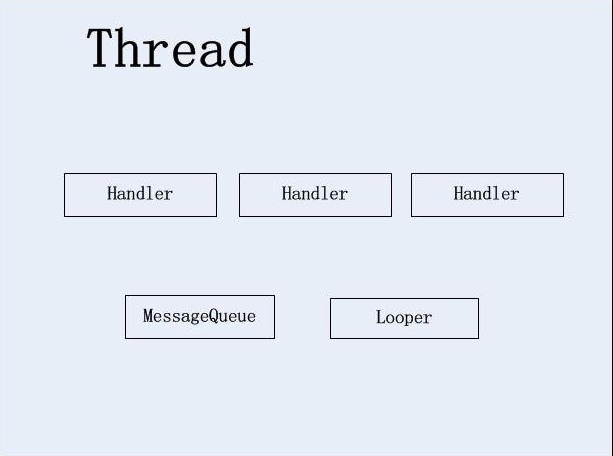 Thread
Handler Handler Handler
MessageQueue Looper